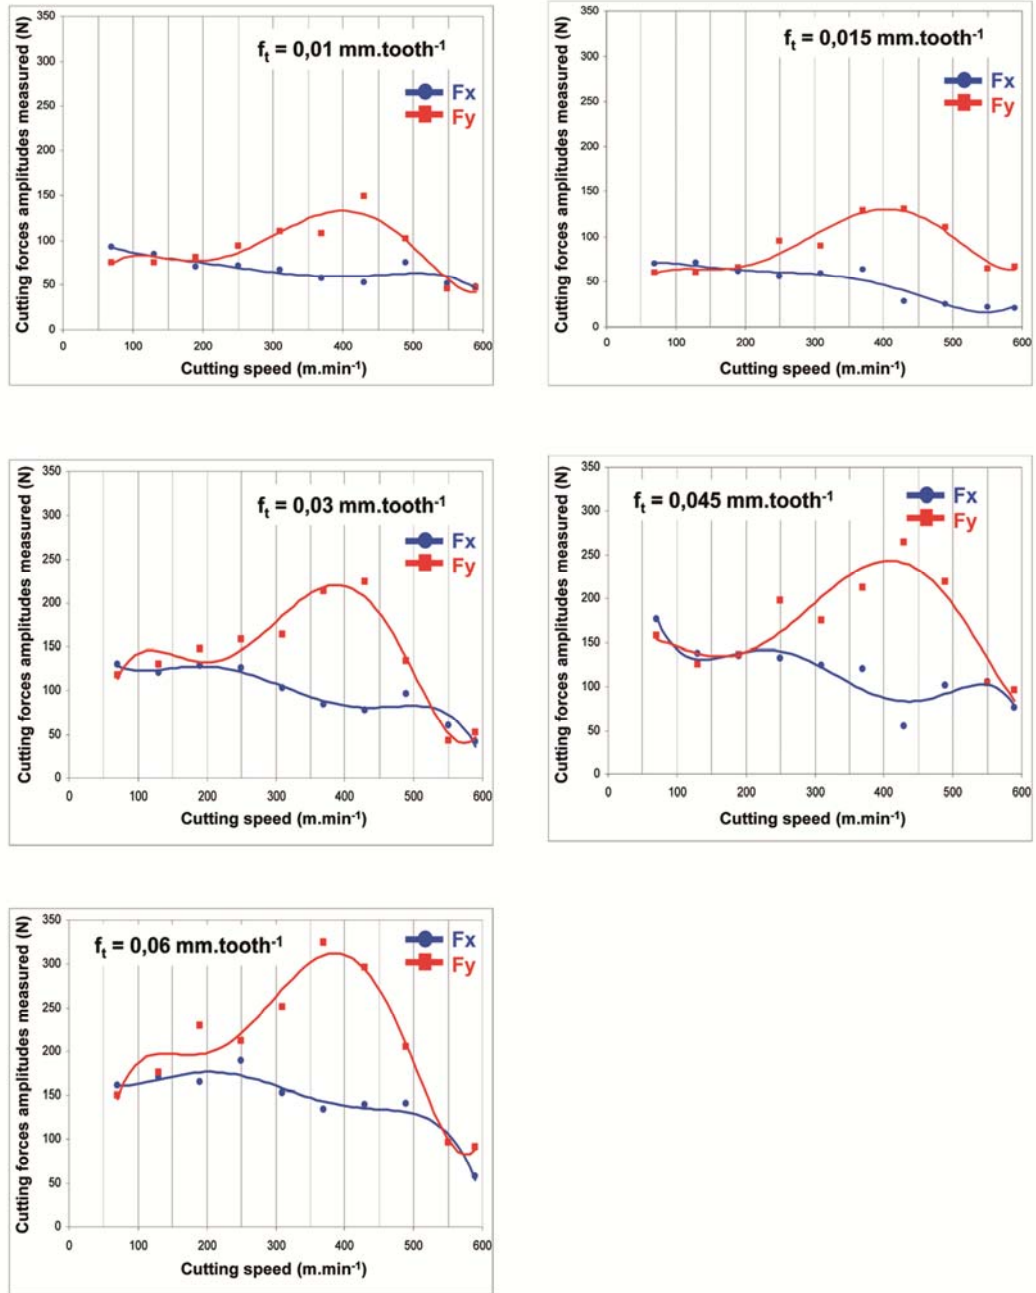 f_t = 0,01 mm.tooth⁻¹
Fx
Fy
Cutting forces amplitudes measured (N)
350
300
250
200
150
100
50
0
0 100 200 300 400 500 600
Cutting speed (m.min⁻¹)
f_t = 0,015 mm.tooth⁻¹
Fx
Fy
Cutting forces amplitudes measured (N)
350
300
250
200
150
100
50
0
0 100 200 300 400 500 600
Cutting speed (m.min⁻¹)
f_t = 0,03 mm.tooth⁻¹
Fx
Fy
Cutting forces amplitudes measured (N)
350
300
250
200
150
100
50
0
0 100 200 300 400 500 600
Cutting speed (m.min⁻¹)
f_t = 0,045 mm.tooth⁻¹
Fx
Fy
Cutting forces amplitudes measured (N)
350
300
250
200
150
100
50
0
0 100 200 300 400 500 600
Cutting speed (m.min⁻¹)
f_t = 0,06 mm.tooth⁻¹
Fx
Fy
Cutting forces amplitudes measured (N)
350
300
250
200
150
100
50
0
0 100 200 300 400 500 600
Cutting speed (m.min⁻¹)